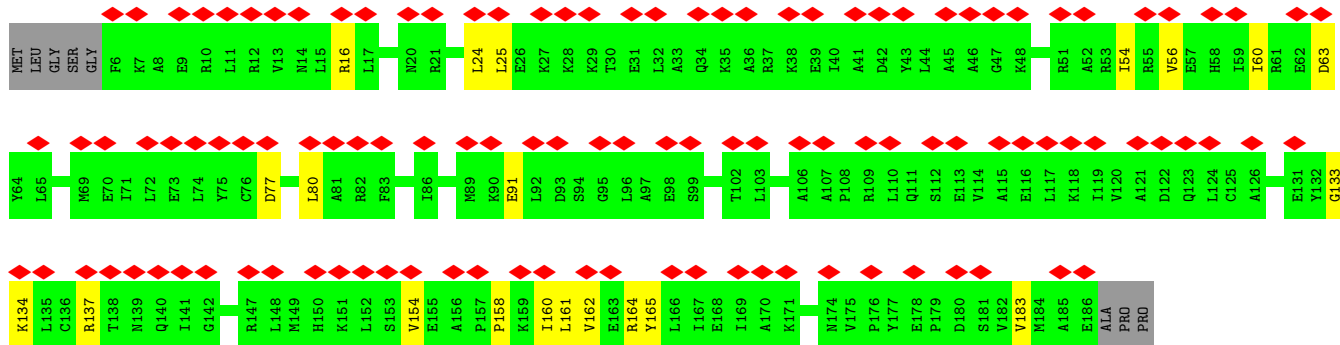 MET LEU GLY SER GLY F6 K7 A8 E9 R10 L11 R12 V13 N14 L15 R16 L17 N20 R21 L24 L25 E26 K27 K28 K29 T30 E31 L32 A33 Q34 K35 A36 R37 K38 E39 I40 A41 D42 Y43 L44 A45 A46 G47 K48 R51 A52 R53 I54 R55 V56 E57 H58 I59 I60 R61 E62 D63
Y64 L65 M69 E70 I71 L72 E73 L74 Y75 C76 D77 L80 A81 R82 F83 I86 M89 K90 E91 L92 D93 S94 G95 L96 A97 E98 S99 T102 L103 A106 A107 P108 R109 L110 Q111 S112 E113 V114 A115 E116 L117 K118 I119 V120 A121 D122 Q123 L124 C125 A126 E131 Y132 G133
K134 L135 C136 R137 T138 N139 Q140 I141 G142 R147 L148 M149 H150 K151 L152 S153 V154 E155 A156 P157 P158 K159 I160 L161 V162 E163 R164 Y165 L166 I167 E168 I169 A170 K171 N174 V175 P176 Y177 E178 P179 D180 S181 V182 V183 M184 A185 E186 ALA PRO PRO